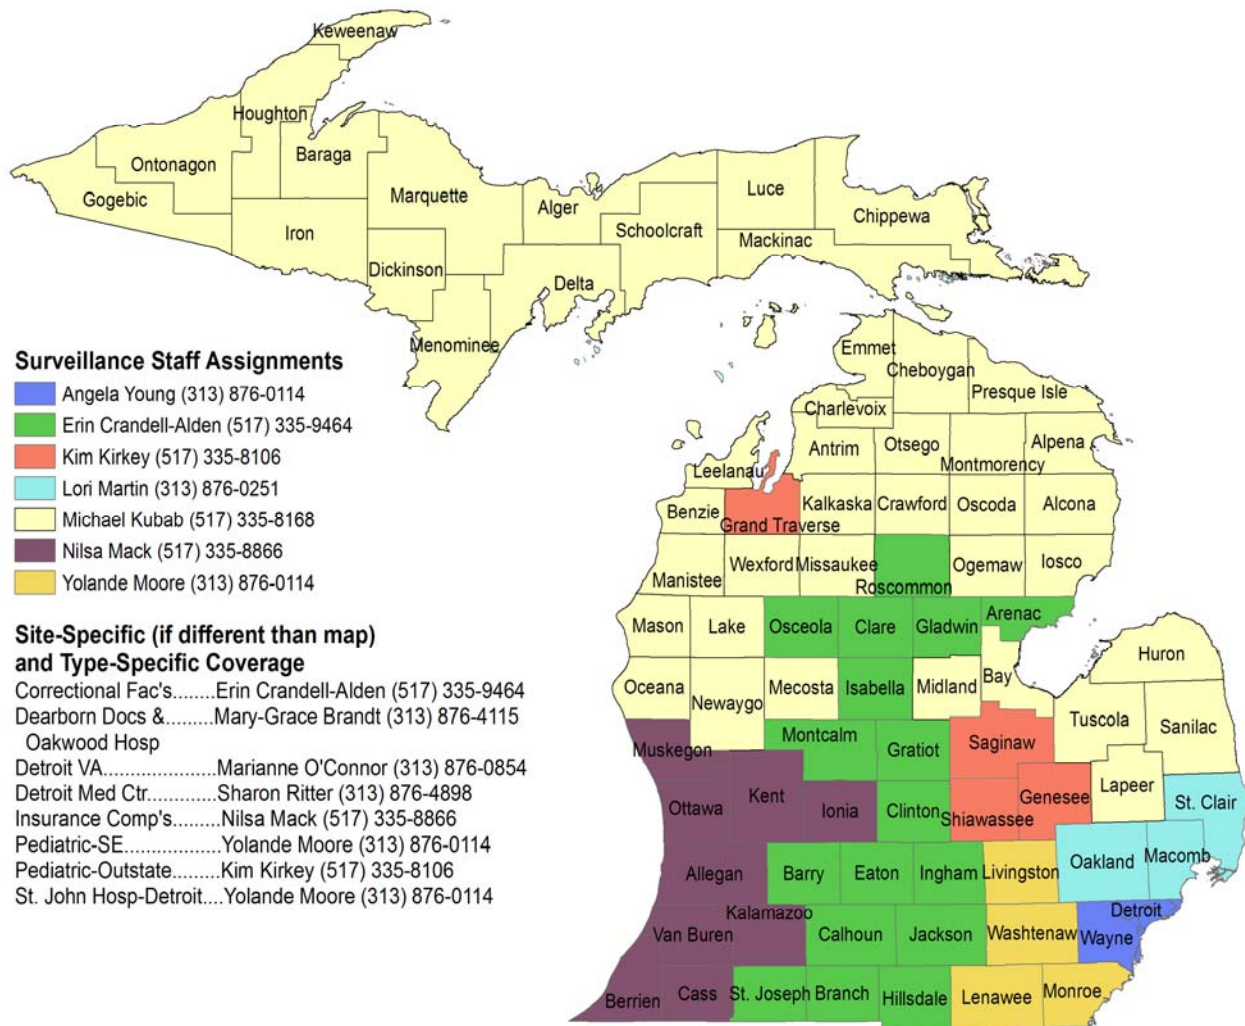 Keweenaw
Houghton
Ontonagon
Baraga
Gogebic
Marquette
Iron
Alger
Luce
Chippewa
Schoolcraft
Mackinac
Dickinson
Delta
Menominee
Surveillance Staff Assignments
Angela Young (313) 876-0114
Erin Crandell-Alden (517) 335-9464
Kim Kirkey (517) 335-8106
Lori Martin (313) 876-0251
Michael Kubab (517) 335-8168
Nilsa Mack (517) 335-8866
Yolande Moore (313) 876-0114
Site-Specific (if different than map)
and Type-Specific Coverage
Correctional Fac's........Erin Crandell-Alden (517) 335-9464
Dearborn Docs &.........Mary-Grace Brandt (313) 876-4115
Oakwood Hosp
Detroit VA.....................Marianne O'Connor (313) 876-0854
Detroit Med Ctr..............Sharon Ritter (313) 876-4898
Insurance Comp's.........Nilsa Mack (517) 335-8866
Pediatric-SE...................Yolande Moore (313) 876-0114
Pediatric-Outstate.........Kim Kirkey (517) 335-8106
St. John Hosp-Detroit....Yolande Moore (313) 876-0114
Emmet
Cheboygan
Presque Isle
Charlevoix
Antrim
Otsego
Montmorency
Alpena
Leelanau
Benzie
Grand Traverse
Kalkaska
Crawford
Oscoda
Alcona
Manistee
Wexford
Missaukee
Roscommon
Ogemaw
Iosco
Mason
Lake
Osceola
Clare
Gladwin
Arenac
Huron
Oceana
Newaygo
Mecosta
Isabella
Midland
Bay
Tuscola
Sanilac
Muskegon
Montcalm
Gratiot
Saginaw
Lapeer
St. Clair
Ottawa
Kent
Ionia
Clinton
Shiawassee
Genesee
Allegan
Barry
Eaton
Ingham
Livingston
Oakland
Macomb
Van Buren
Kalamazoo
Calhoun
Jackson
Washtenaw
Wayne
Detroit
Berrien
Cass
St. Joseph
Branch
Hillsdale
Lenawee
Monroe